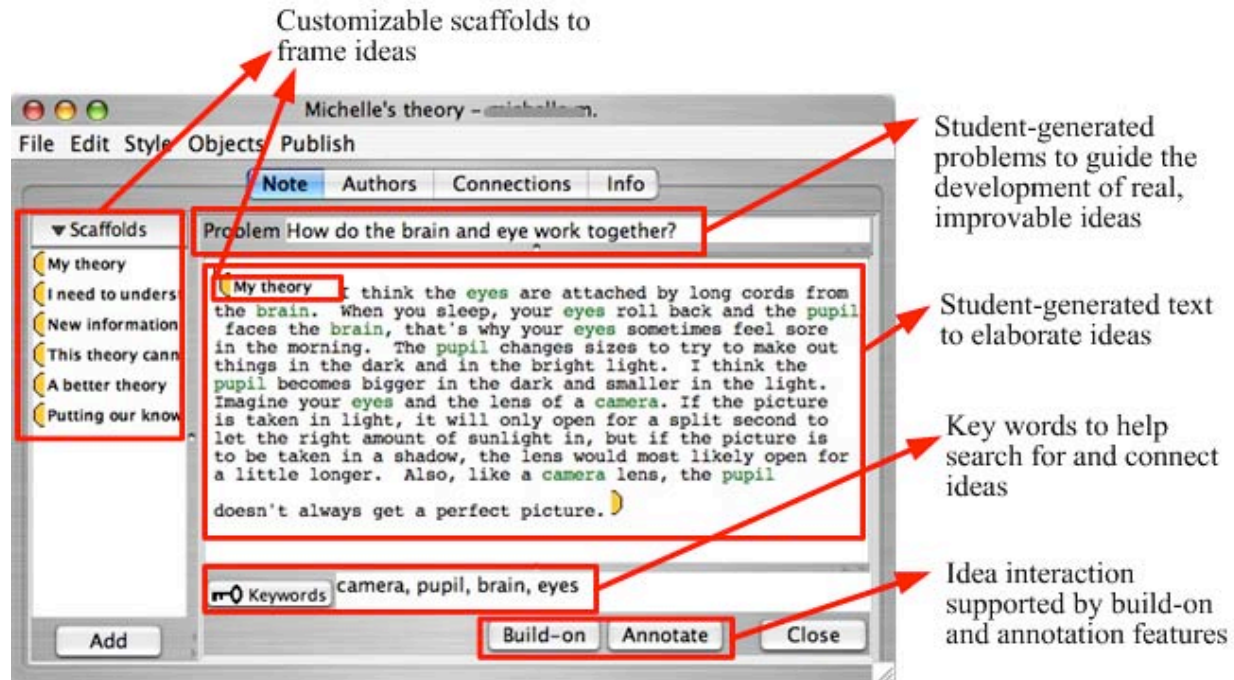 Customizable scaffolds to
frame ideas
Michelle's theory -
File Edit Style Objects Publish
Note Authors Connections Info
Scaffolds
My theory
I need to underst
New information
This theory cann
A better theory
Putting our know
Add
Problem How do the brain and eye work together?
My theory I think the eyes are attached by long cords from
the brain. When you sleep, your eyes roll back and the pupil
faces the brain, that's why your eyes sometimes feel sore
in the morning. The pupil changes sizes to try to make out
things in the dark and in the bright light. I think the
pupil becomes bigger in the dark and smaller in the light.
Imagine your eyes and the lens of a camera. If the picture
is taken in light, it will only open for a split second to
let the right amount of sunlight in, but if the picture is
to be taken in a shadow, the lens would most likely open for
a little longer. Also, like a camera lens, the pupil
doesn't always get a perfect picture.
Keywords camera, pupil, brain, eyes
Build-on Annotate Close
Student-generated
problems to guide the
development of real,
improvable ideas
Student-generated text
to elaborate ideas
Key words to help
search for and connect
ideas
Idea interaction
supported by build-on
and annotation features